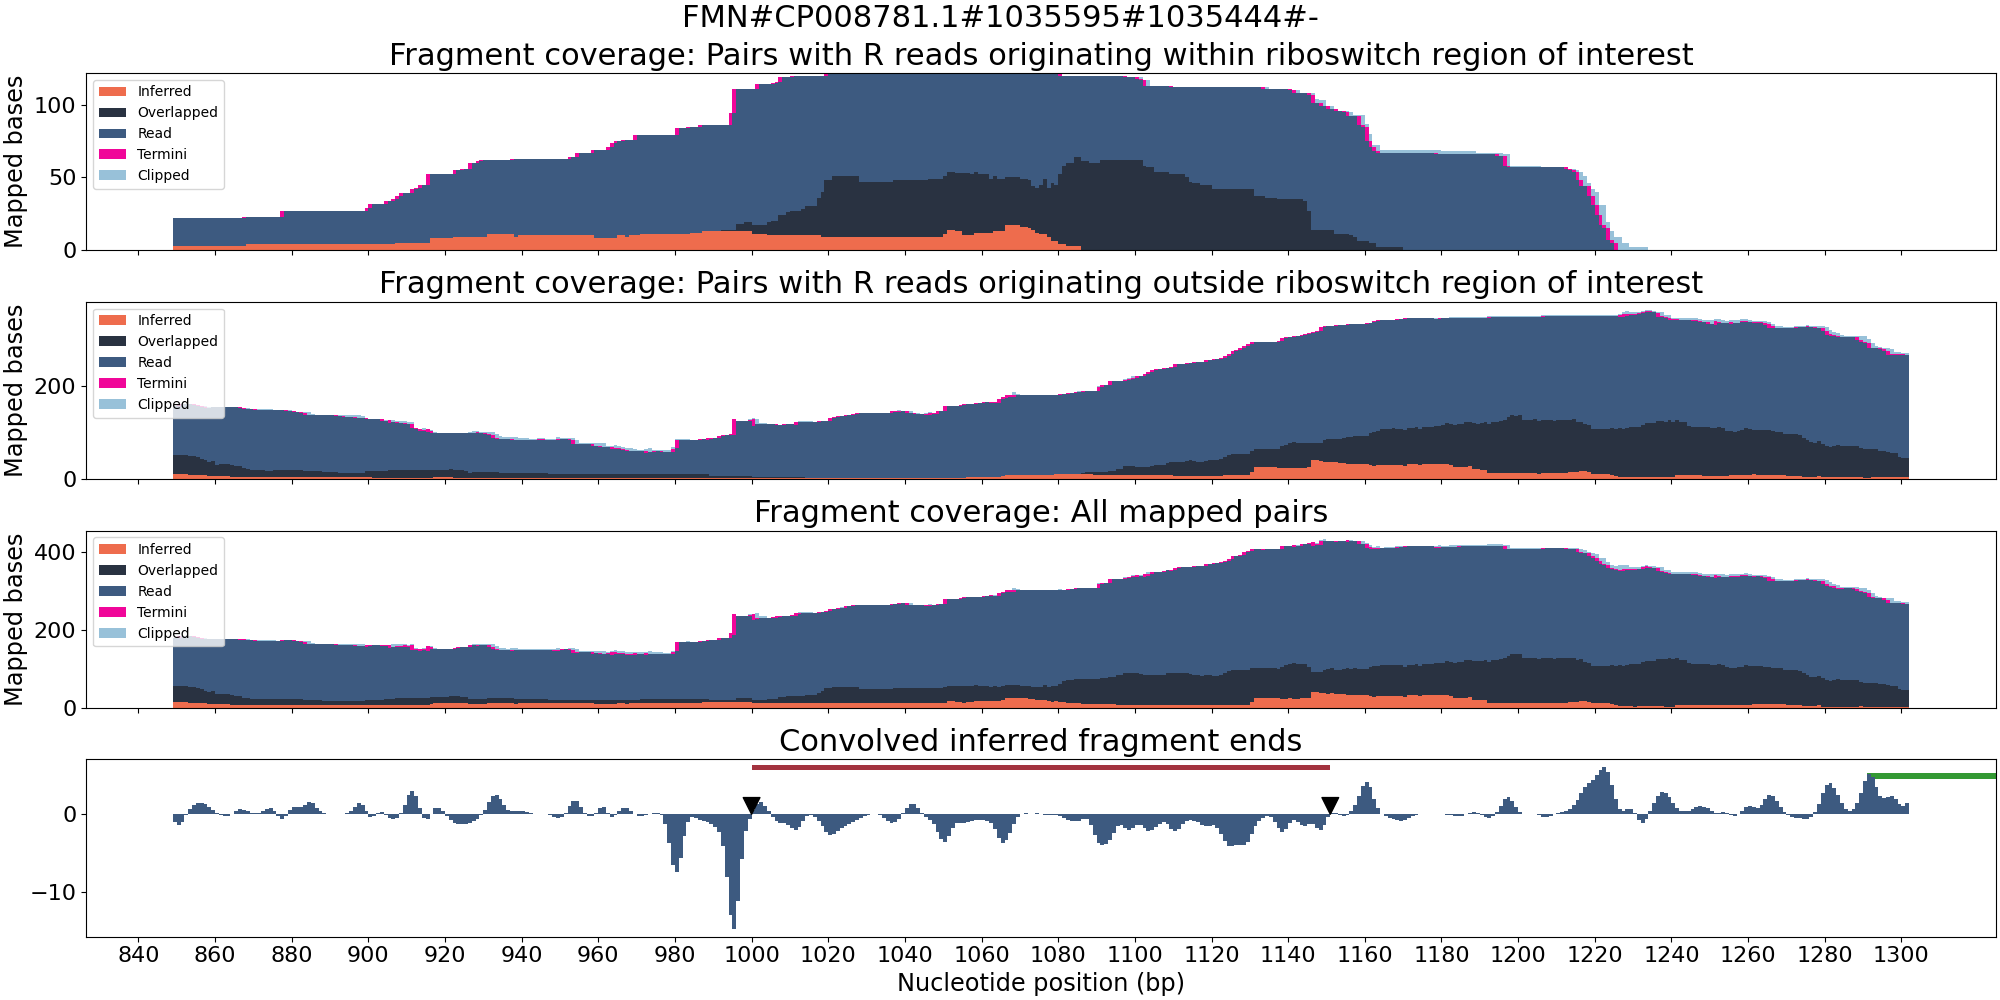 FMN#CP008781.1#1035595#1035444#-
Fragment coverage: Pairs with R reads originating within riboswitch region of interest
Mapped bases
100
50
0
Inferred
Overlapped
Read
Termini
Clipped
Fragment coverage: Pairs with R reads originating outside riboswitch region of interest
Mapped bases
200
0
Inferred
Overlapped
Read
Termini
Clipped
Fragment coverage: All mapped pairs
Mapped bases
400
200
0
Inferred
Overlapped
Read
Termini
Clipped
Convolved inferred fragment ends
0
−10
840 860 880 900 920 940 960 980 1000 1020 1040 1060 1080 1100 1120 1140 1160 1180 1200 1220 1240 1260 1280 1300
Nucleotide position (bp)